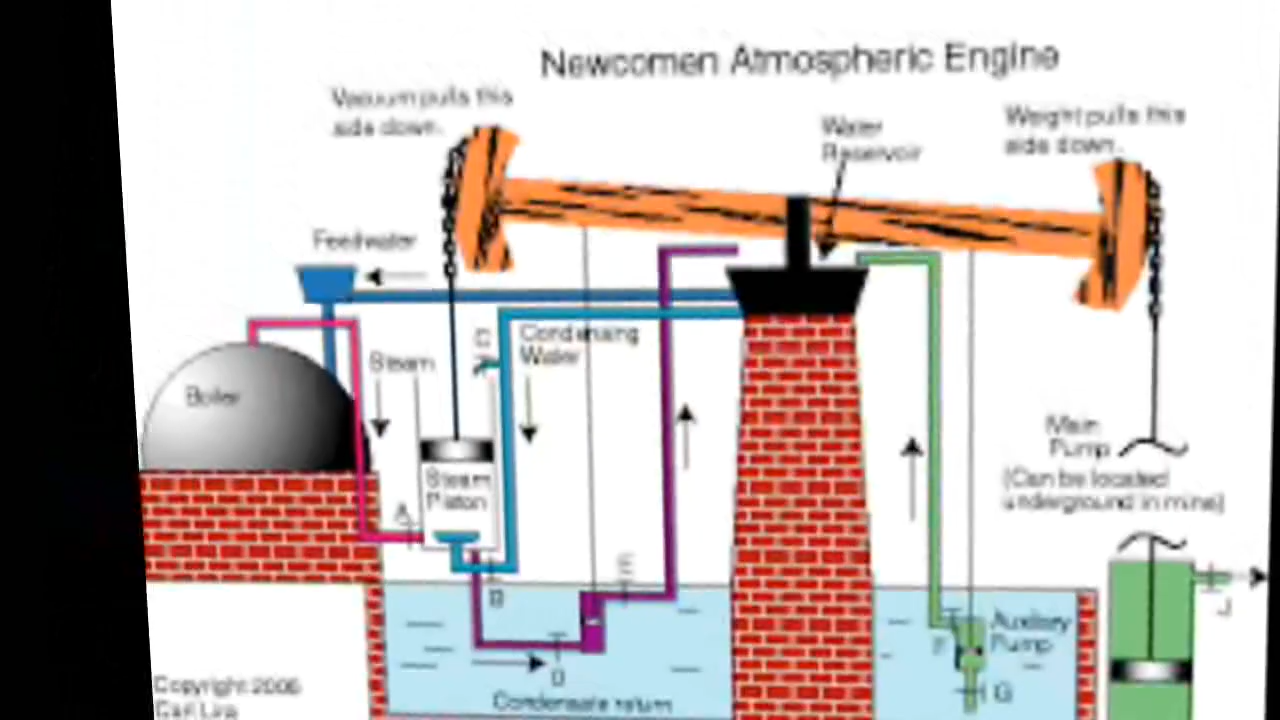 Newcomen Atmospheric Engine
Vacuum pulls this
side down.
Water
Reservoir
Weight pulls this
side down.
Feedwater
C
Condensing
Water
Steam
Boiler
Main
Pump
(Can be located
underground in mine)
Steam
Piston
A
E
B
J
Auxiliary
Pump
F
D
G
Condensate return
Copyright 2006
Carl Lira